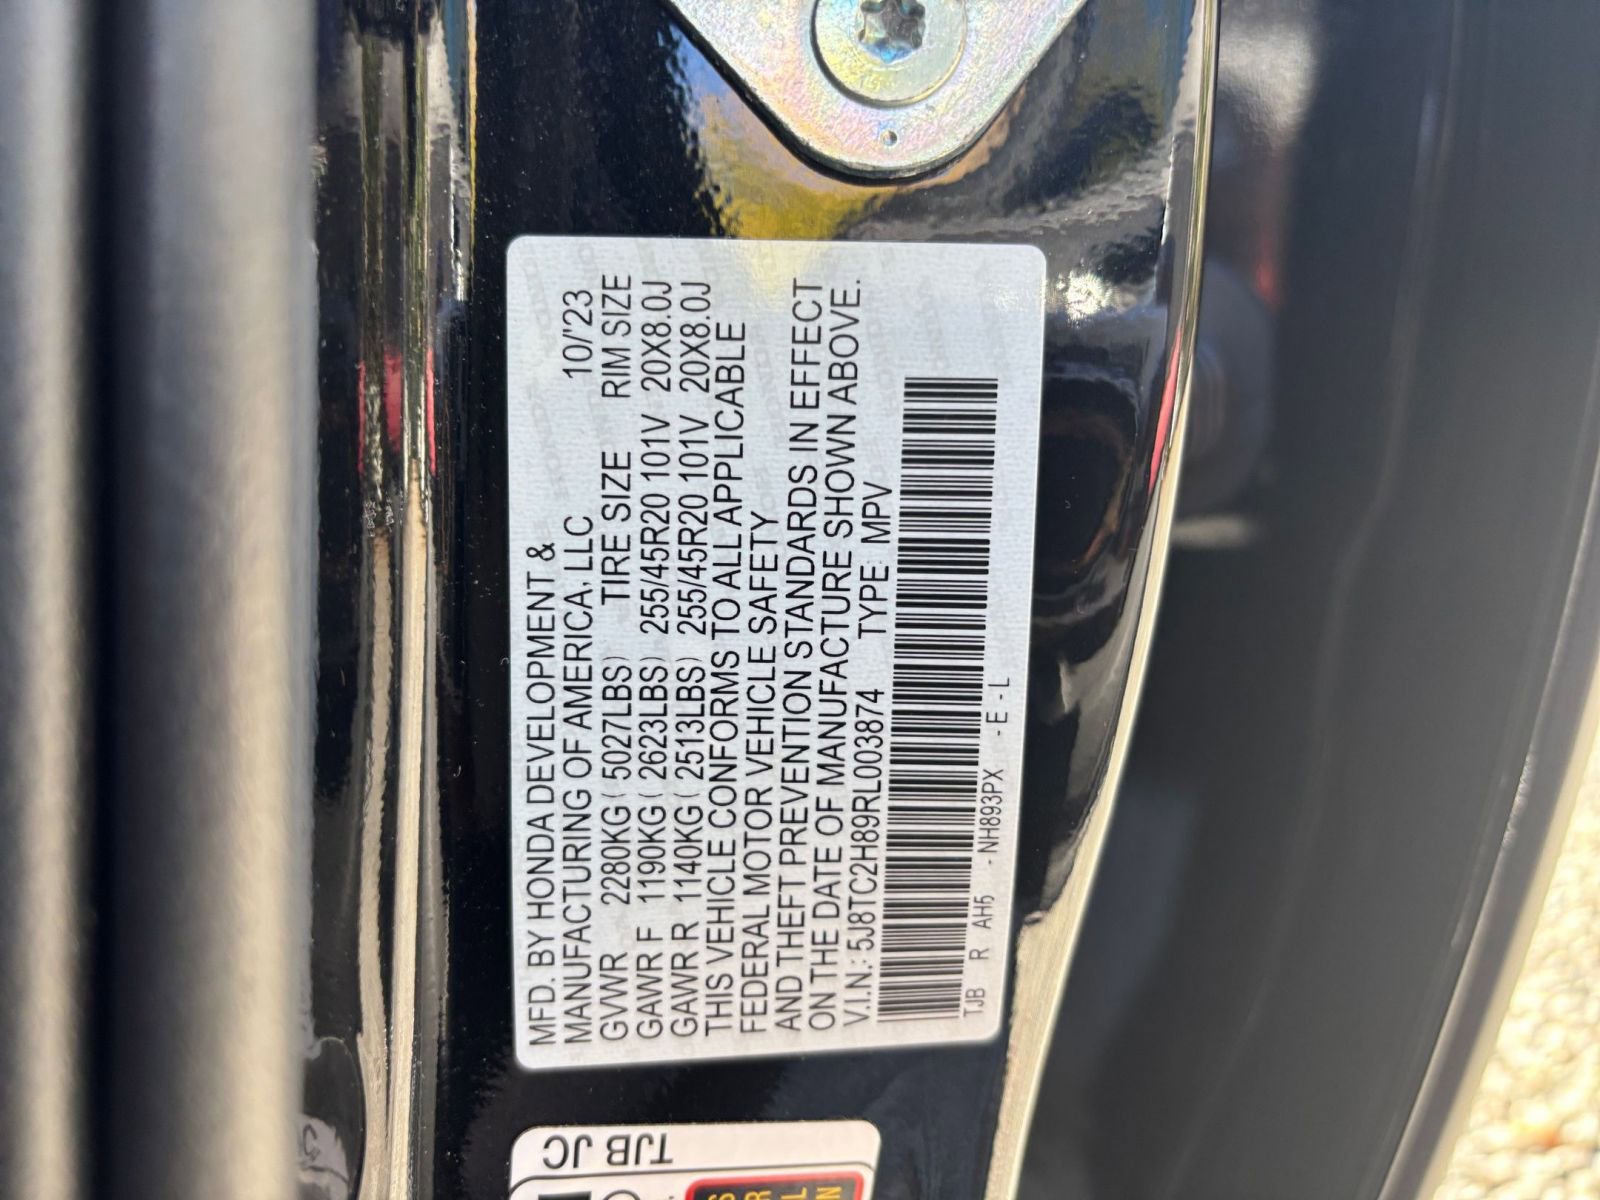 MFD. BY HONDA DEVELOPMENT &
MANUFACTURING OF AMERICA, LLC 10/'23
GVWR 2280KG ( 5027LBS) TIRE SIZE RIM SIZE
GAWR F 1190KG ( 2623LBS) 255/45R20 101V 20X8.0J
GAWR R 1140KG ( 2513LBS) 255/45R20 101V 20X8.0J
THIS VEHICLE CONFORMS TO ALL APPLICABLE
FEDERAL MOTOR VEHICLE SAFETY
AND THEFT PREVENTION STANDARDS IN EFFECT
ON THE DATE OF MANUFACTURE SHOWN ABOVE.
V.I.N.: 5J8TC2H89RL003874 TYPE: MPV
TJB R AH5 - NH893PX - E - L
TJB JC